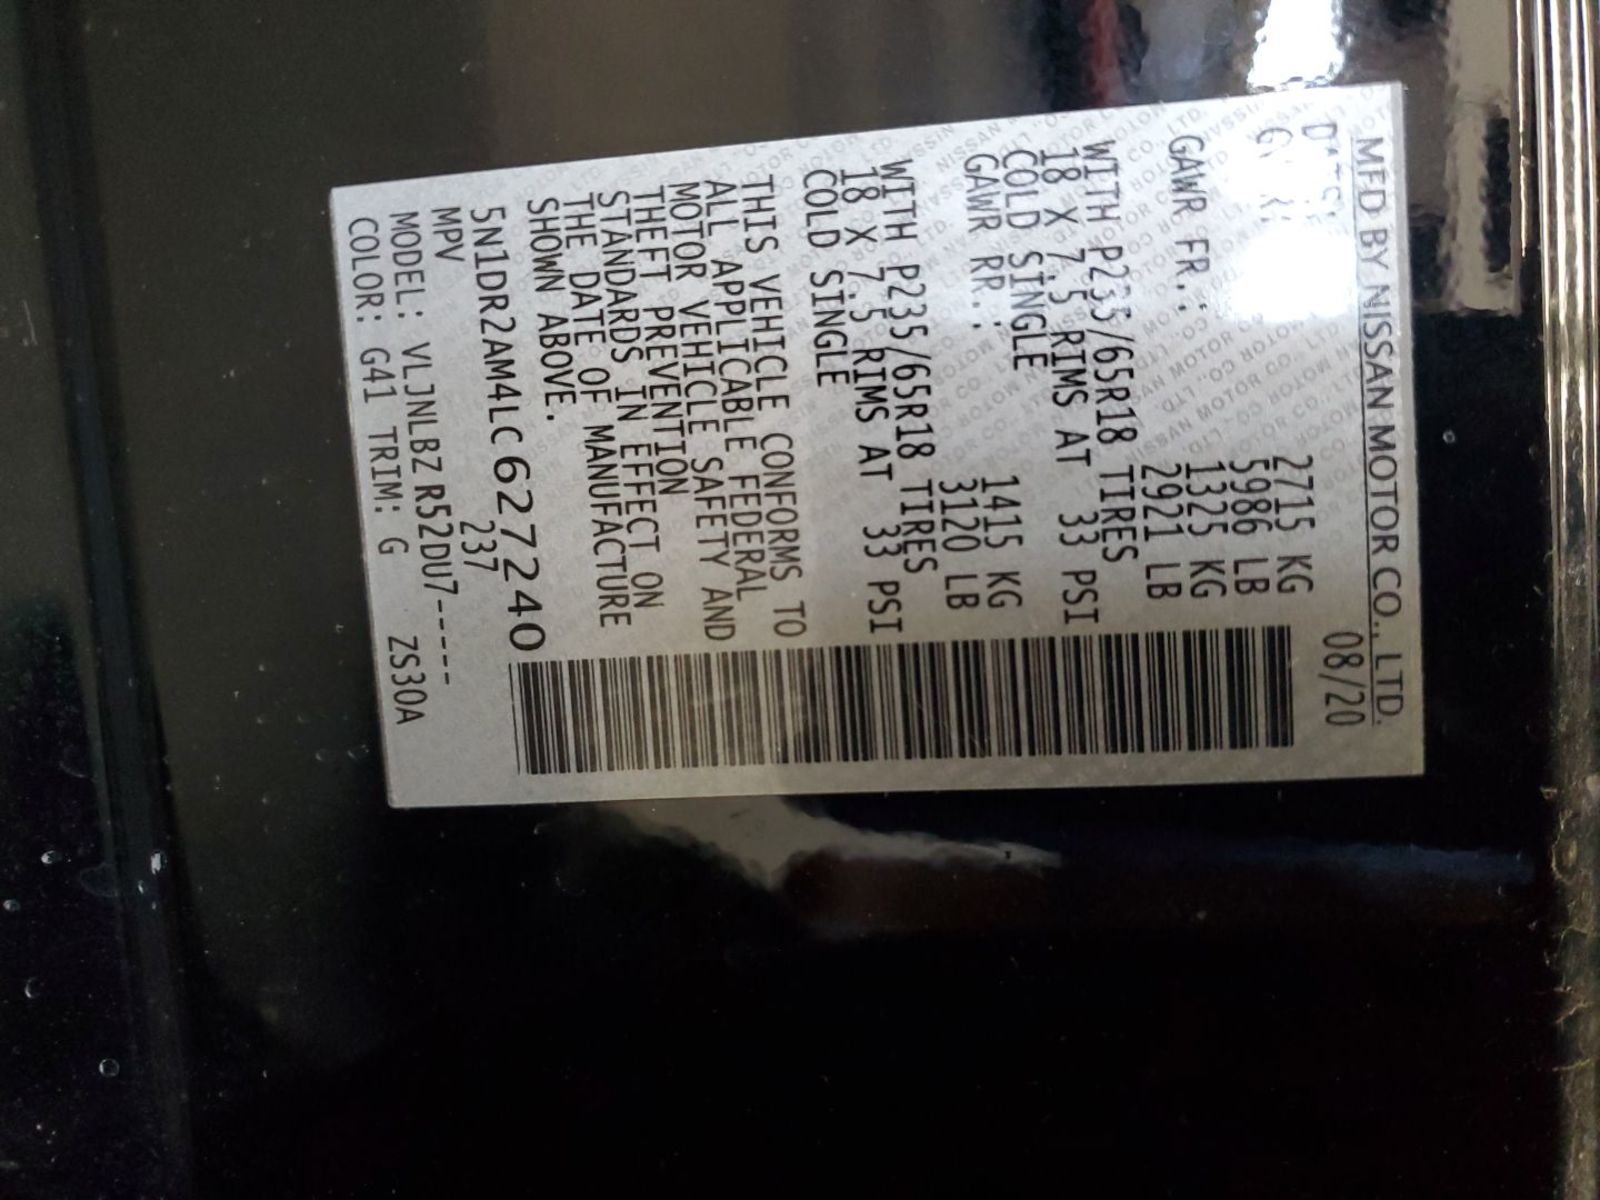 MFD BY NISSAN MOTOR CO., LTD.
DATE: 08/20
2715 KG
5986 LB
GAWR FR.: 1325 KG
2921 LB
WITH P235/65R18 TIRES
18 X 7.5 RIMS AT 33 PSI
COLD SINGLE
GAWR RR.: 1415 KG
3120 LB
WITH P235/65R18 TIRES
18 X 7.5 RIMS AT 33 PSI
COLD SINGLE
THIS VEHICLE CONFORMS TO
ALL APPLICABLE FEDERAL
MOTOR VEHICLE SAFETY AND
THEFT PREVENTION
STANDARDS IN EFFECT ON
THE DATE OF MANUFACTURE
SHOWN ABOVE.
5N1DR2AM4LC627240
MPV 237
MODEL: VLJNLBZ R52DU7-----
COLOR: G41 TRIM: G ZS30A